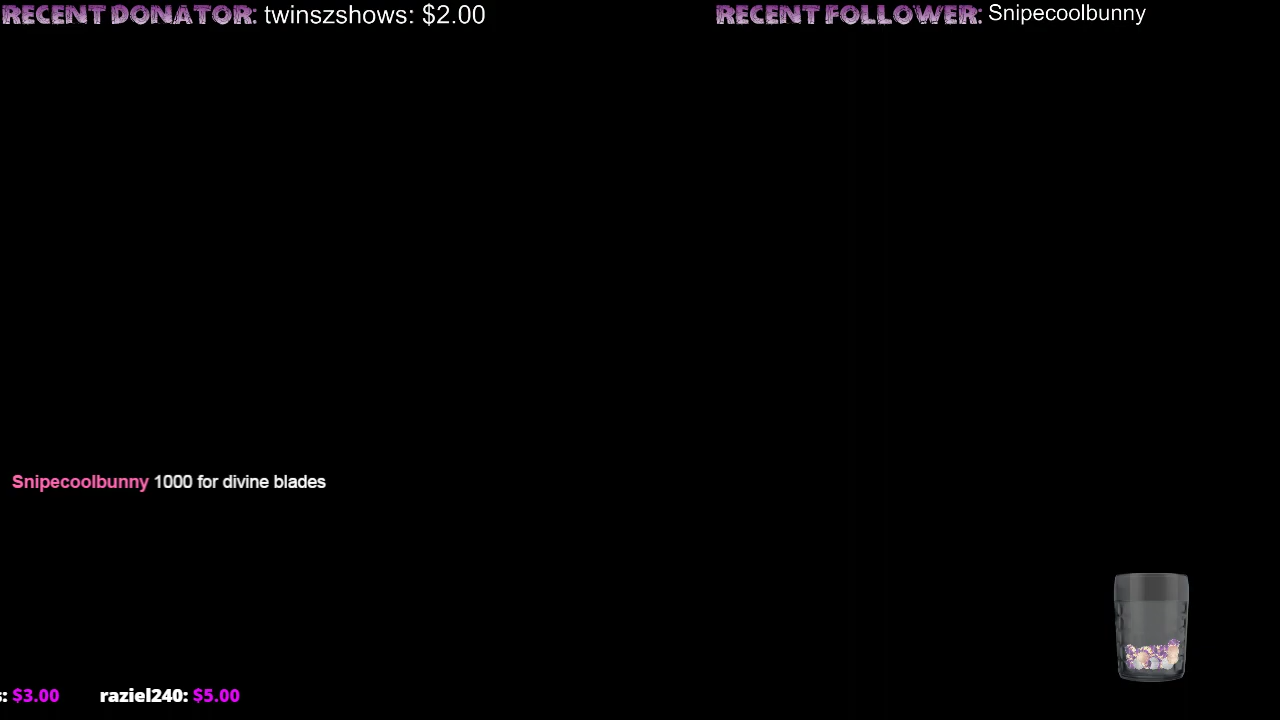 RECENT DONATOR: twinszshows: $2.00
RECENT FOLLOWER: Snipecoolbunny
Snipecoolbunny 1000 for divine blades
s: $3.00 raziel240: $5.00